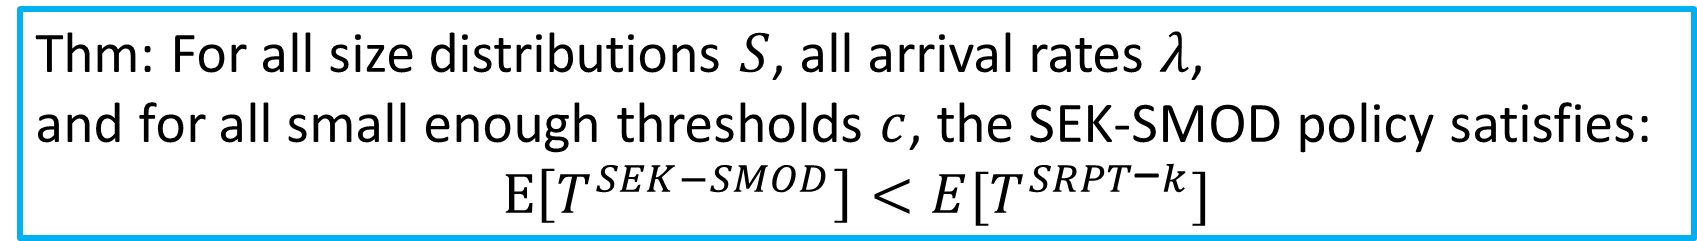 Thm: For all size distributions 𝑆, all arrival rates 𝜆,
and for all small enough thresholds 𝑐, the SEK-SMOD policy satisfies:
E[𝑇^{𝑆𝐸𝐾−𝑆𝑀𝑂𝐷}] < 𝐸[𝑇^{𝑆𝑅𝑃𝑇−𝑘}]